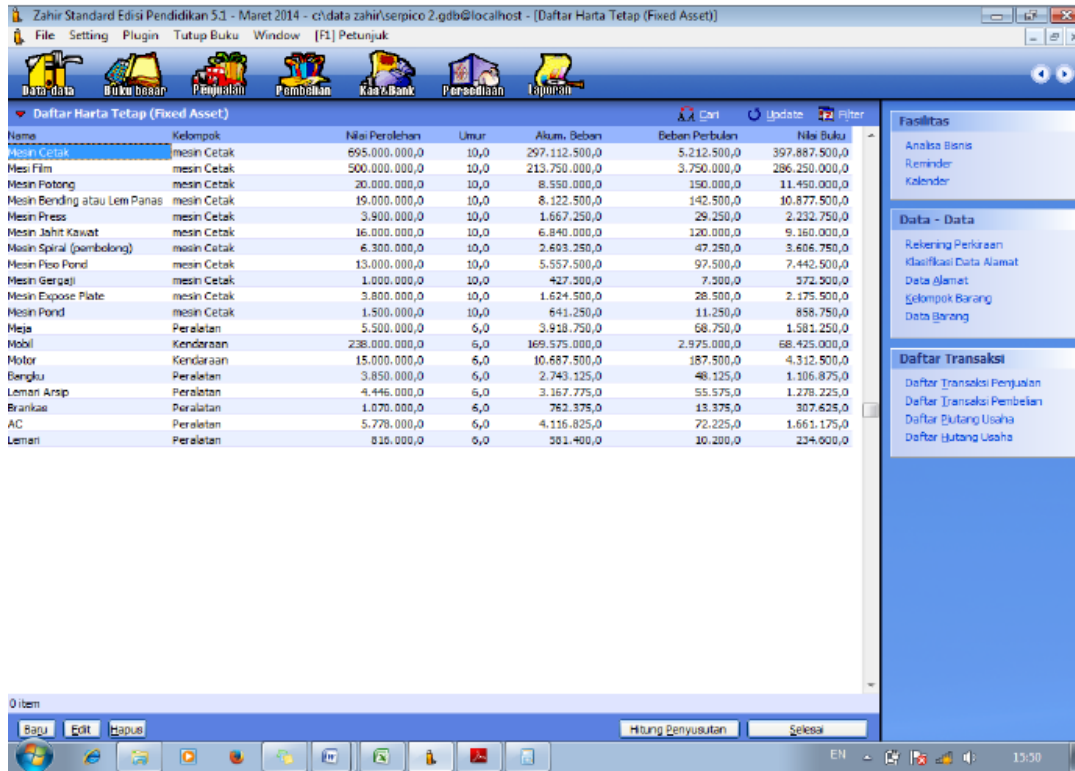 Zahir Standard Edisi Pendidikan 5.1 - Maret 2014 - c:\data zahir\serpico 2.gdb@localhost - [Daftar Harta Tetap (Fixed Asset)]
File Setting Plugin Tutup Buku Window [F1] Petunjuk
Data-data Buku besar Penjualan Pembelian Kas&Bank Persediaan Laporan
Daftar Harta Tetap (Fixed Asset) Cari Update Filter
Nama Kelompok Nilai Perolehan Umur Akum. Beban Beban Perbulan Nilai Buku
Mesin Cetak mesin Cetak 695.000.000,0 10,0 297.112.500,0 5.212.500,0 397.887.500,0
Mesi Film mesin Cetak 500.000.000,0 10,0 213.750.000,0 3.750.000,0 286.250.000,0
Mesin Potong mesin Cetak 20.000.000,0 10,0 8.550.000,0 150.000,0 11.450.000,0
Mesin Bending atau Lem Panas mesin Cetak 19.000.000,0 10,0 8.122.500,0 142.500,0 10.877.500,0
Mesin Press mesin Cetak 3.900.000,0 10,0 1.667.250,0 29.250,0 2.232.750,0
Mesin Jahit Kawat mesin Cetak 16.000.000,0 10,0 6.840.000,0 120.000,0 9.160.000,0
Mesin Spiral (pembolong) mesin Cetak 6.300.000,0 10,0 2.693.250,0 47.250,0 3.606.750,0
Mesin Piso Pond mesin Cetak 13.000.000,0 10,0 5.557.500,0 97.500,0 7.442.500,0
Mesin Gergaji mesin Cetak 1.000.000,0 10,0 427.500,0 7.500,0 572.500,0
Mesin Expose Plate mesin Cetak 3.800.000,0 10,0 1.624.500,0 28.500,0 2.175.500,0
Mesin Pond mesin Cetak 1.500.000,0 10,0 641.250,0 11.250,0 858.750,0
Meja Peralatan 5.500.000,0 6,0 3.918.750,0 68.750,0 1.581.250,0
Mobil Kendaraan 238.000.000,0 6,0 169.575.000,0 2.975.000,0 68.425.000,0
Motor Kendaraan 15.000.000,0 6,0 10.687.500,0 187.500,0 4.312.500,0
Bangku Peralatan 3.850.000,0 6,0 2.743.125,0 48.125,0 1.106.875,0
Lemari Arsip Peralatan 4.446.000,0 6,0 3.167.775,0 55.575,0 1.278.225,0
Brankas Peralatan 1.070.000,0 6,0 762.375,0 13.375,0 307.625,0
AC Peralatan 5.778.000,0 6,0 4.116.825,0 72.225,0 1.661.175,0
Lemari Peralatan 816.000,0 6,0 581.400,0 10.200,0 234.600,0
0 item
Baru Edit Hapus Hitung Penyusutan Selesai
Fasilitas
Analisa Bisnis
Reminder
Kalender
Data - Data
Rekening Perkiraan
Klasifikasi Data Alamat
Data Alamat
Kelompok Barang
Data Barang
Daftar Transaksi
Daftar Transaksi Penjualan
Daftar Transaksi Pembelian
Daftar Piutang Usaha
Daftar Hutang Usaha
EN 15:50